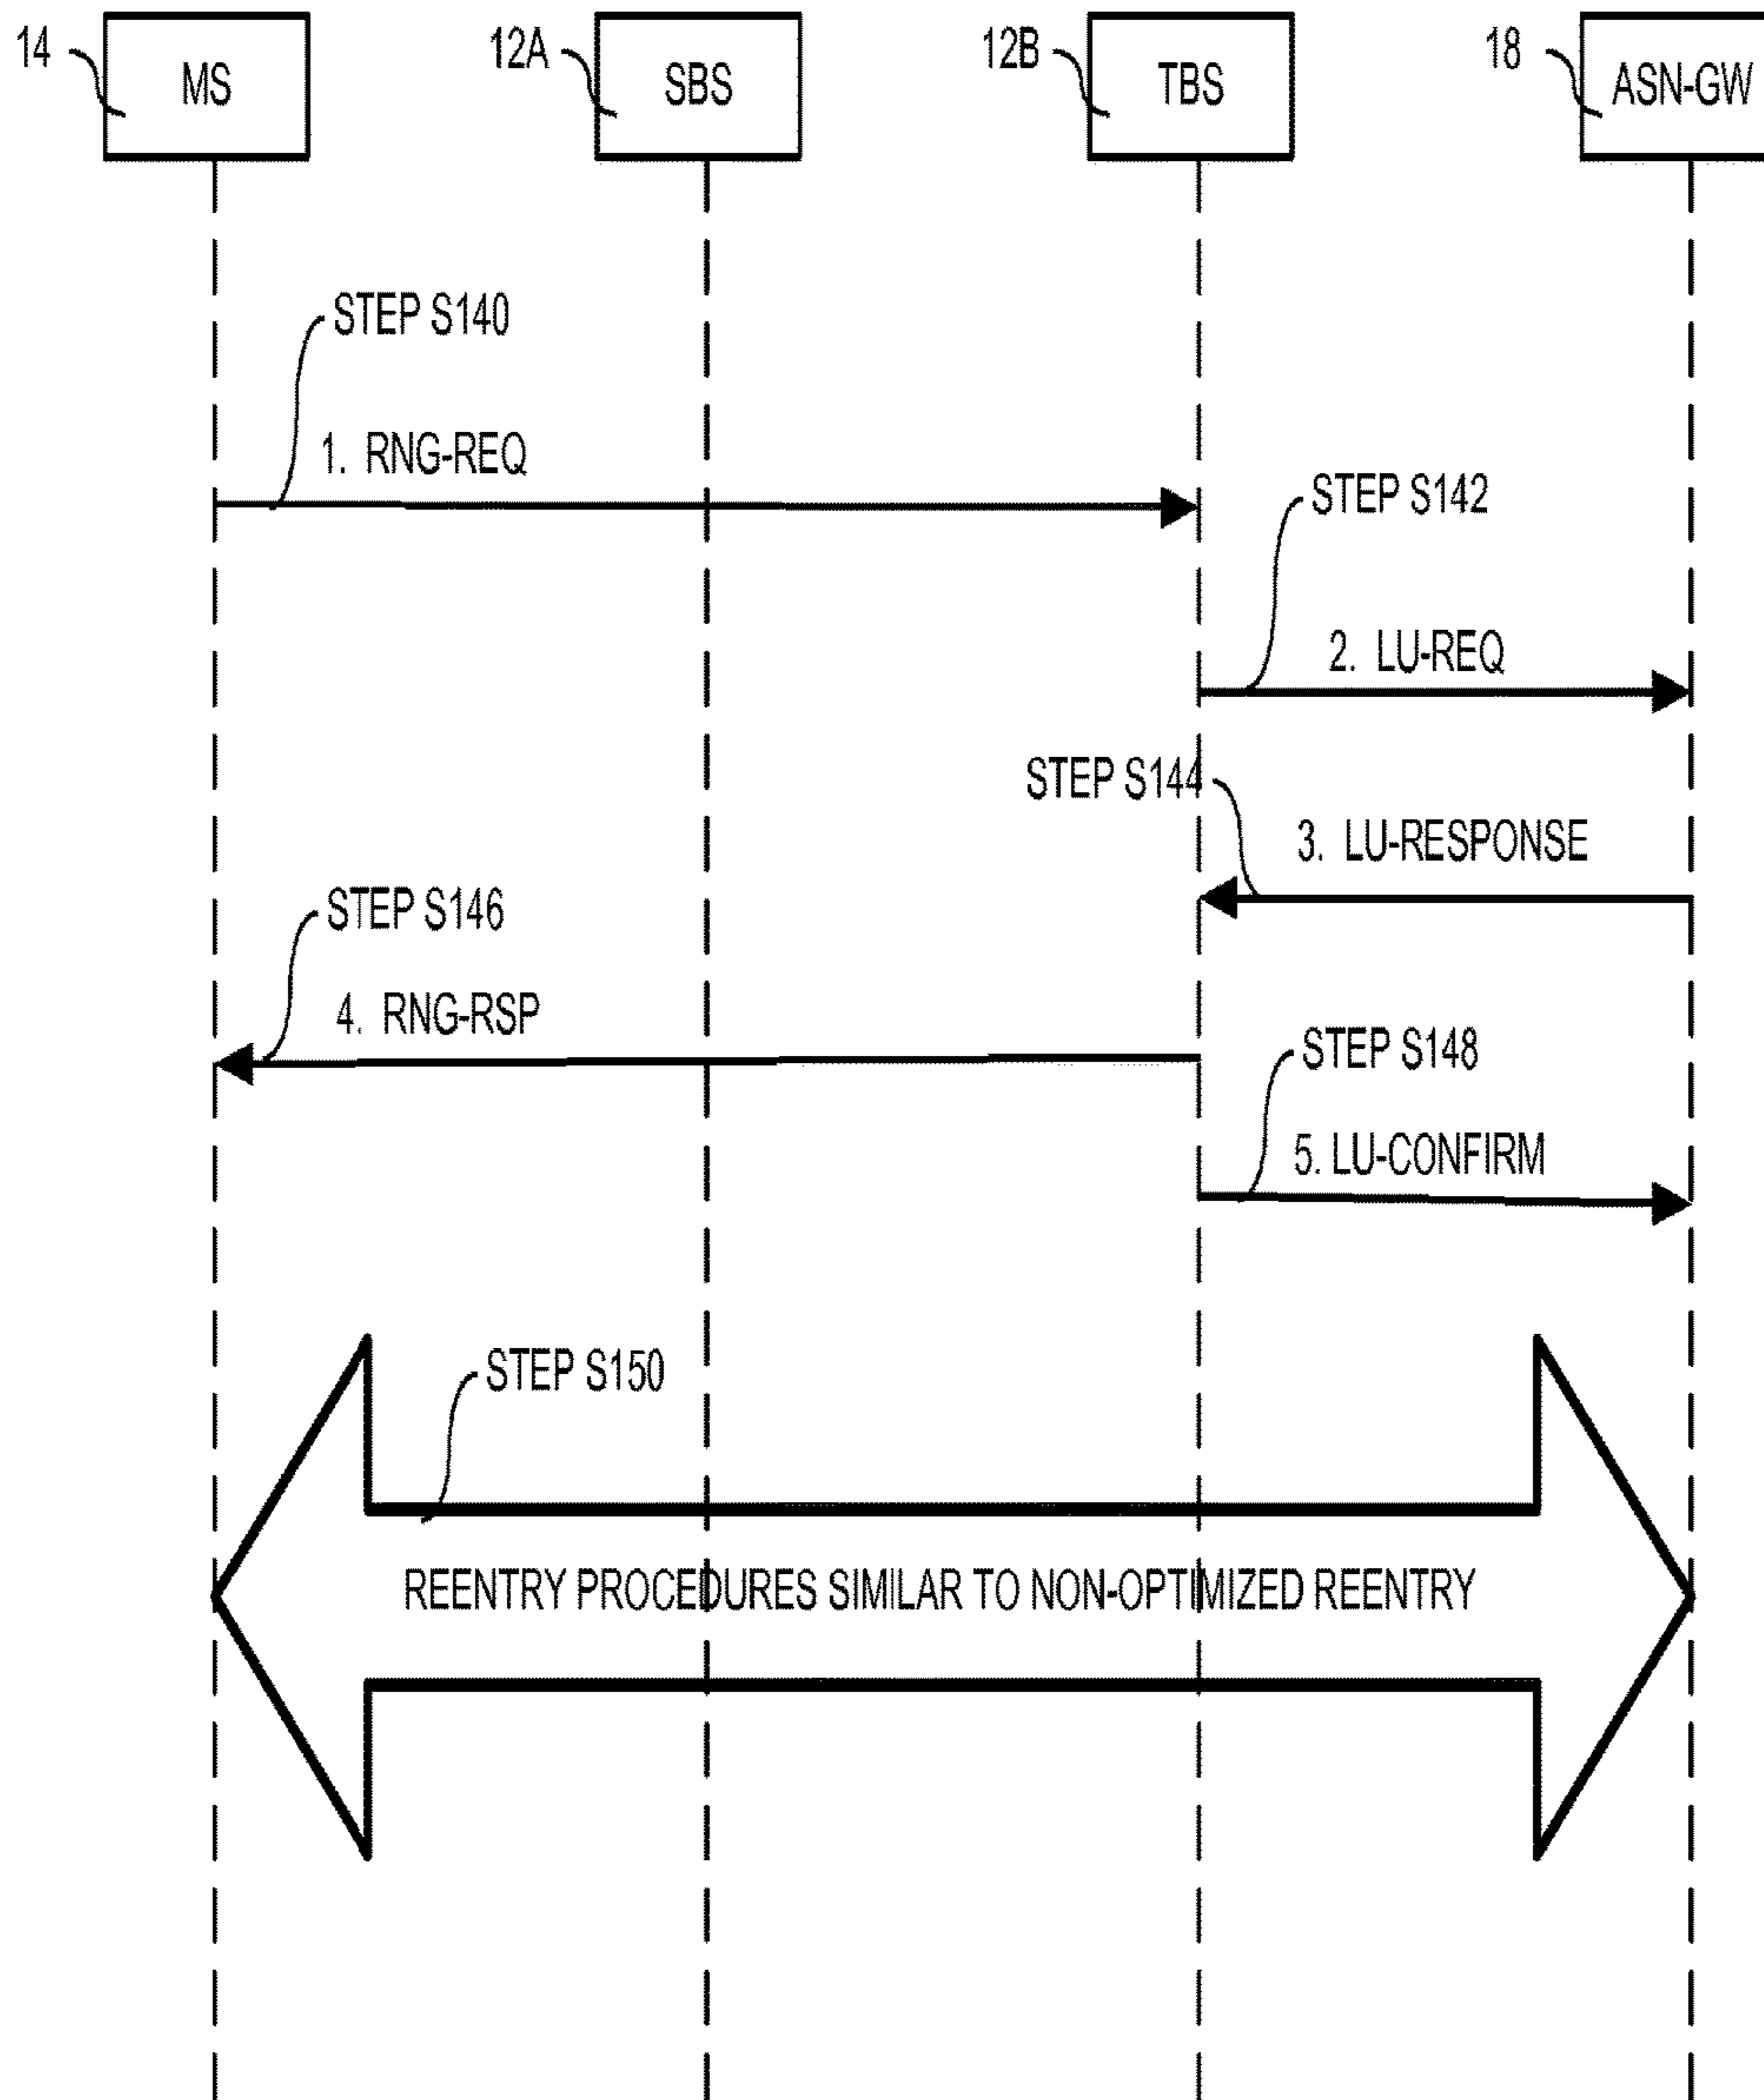 14
MS
12A
SBS
12B
TBS
18
ASN-GW
STEP S140
1. RNG-REQ
STEP S142
2. LU-REQ
STEP S144
3. LU-RESPONSE
STEP S146
4. RNG-RSP
STEP S148
5. LU-CONFIRM
STEP S150
REENTRY PROCEDURES SIMILAR TO NON-OPTIMIZED REENTRY